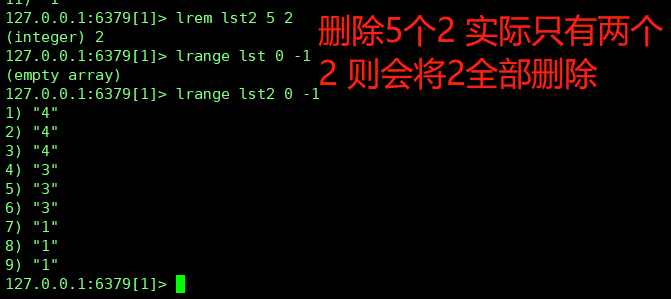 127.0.0.1:6379[1]> lrem lst2 5 2
(integer) 2
127.0.0.1:6379[1]> lrange lst 0 -1
(empty array)
127.0.0.1:6379[1]> lrange lst2 0 -1
1) "4"
2) "4"
3) "4"
4) "3"
5) "3"
6) "3"
7) "1"
8) "1"
9) "1"
127.0.0.1:6379[1]>
删除5个2 实际只有两个
2 则会将2全部删除